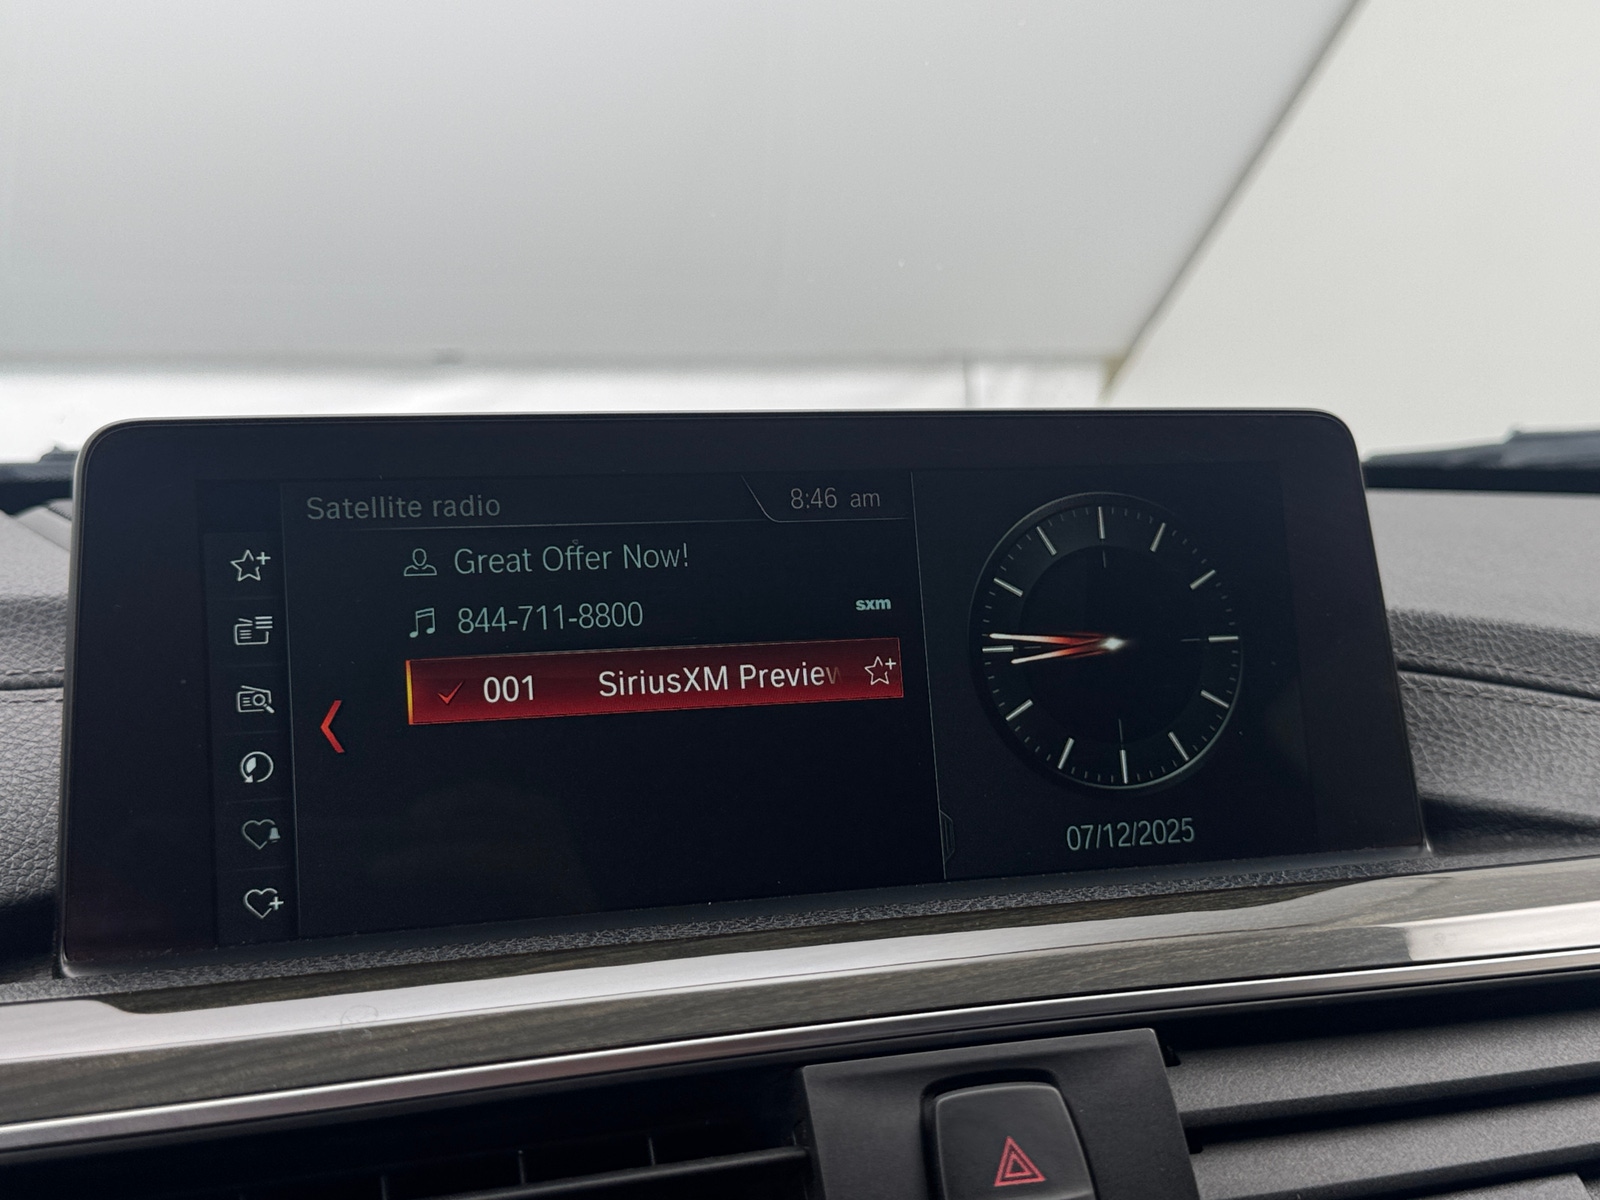 Satellite radio
8:46 am
Great Offer Now!
844-711-8800
sxm
001 SiriusXM Preview
07/12/2025